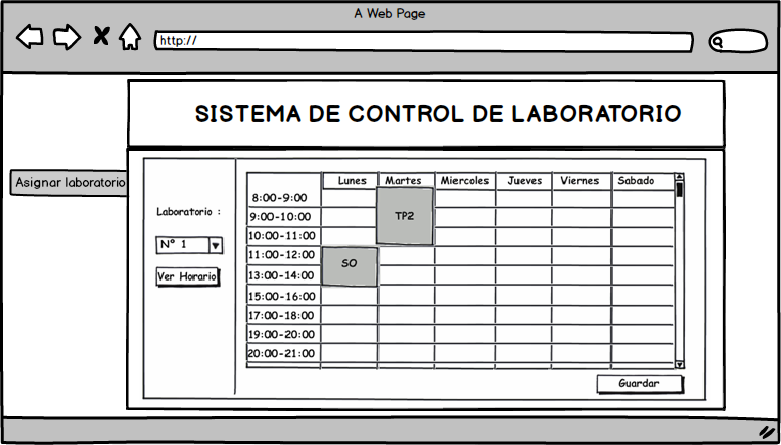 A Web Page
http://
SISTEMA DE CONTROL DE LABORATORIO
Asignar laboratorio
Laboratorio :
N° 1
Ver Horario
Lunes Martes Miercoles Jueves Viernes Sabado
8:00-9:00
9:00-10:00
TP2
10:00-11:00
11:00-12:00
SO
13:00-14:00
15:00-16:00
17:00-18:00
19:00-20:00
20:00-21:00
Guardar